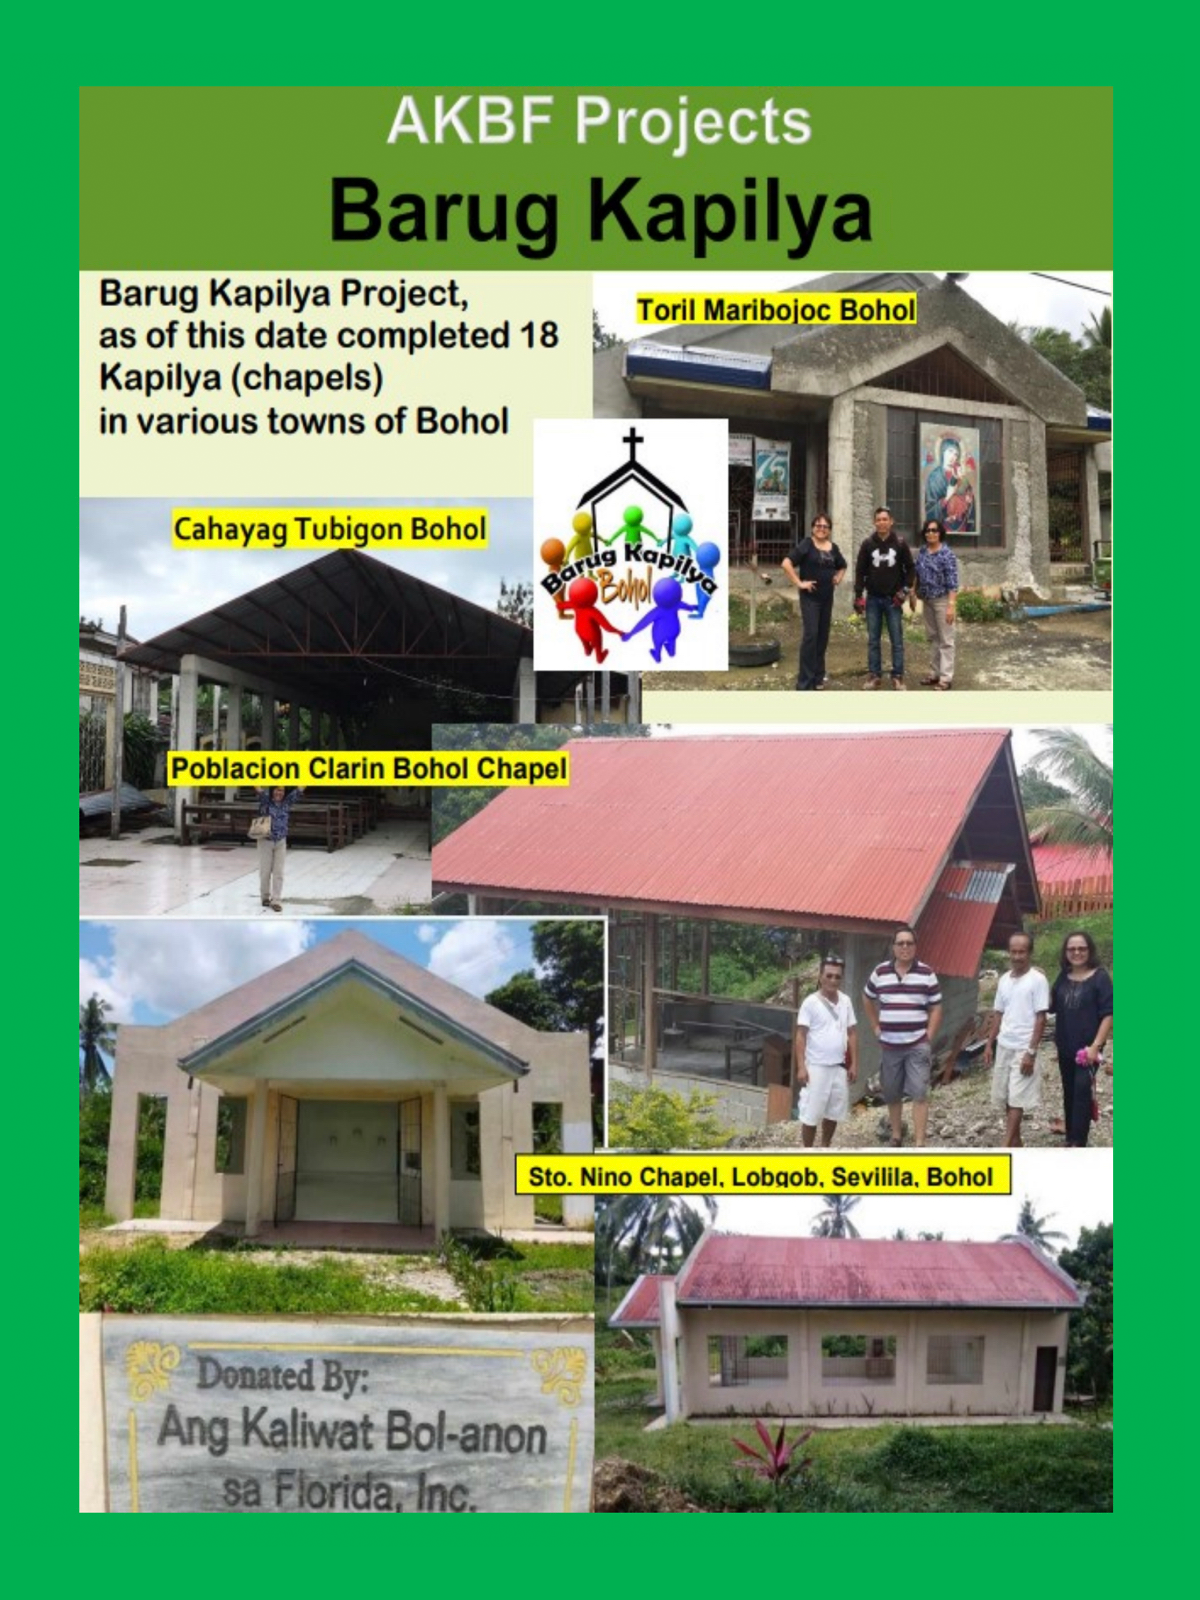 AKBF Projects
Barug Kapilya
Barug Kapilya Project,
as of this date completed 18
Kapilya (chapels)
in various towns of Bohol
Toril Maribojoc Bohol
Barug Kapilya
Bohol
Cahayag Tubigon Bohol
Poblacion Clarin Bohol Chapel
Sto. Nino Chapel, Lobgob, Sevilila, Bohol
Donated By:
Ang Kaliwat Bol-anon
sa Florida, Inc.